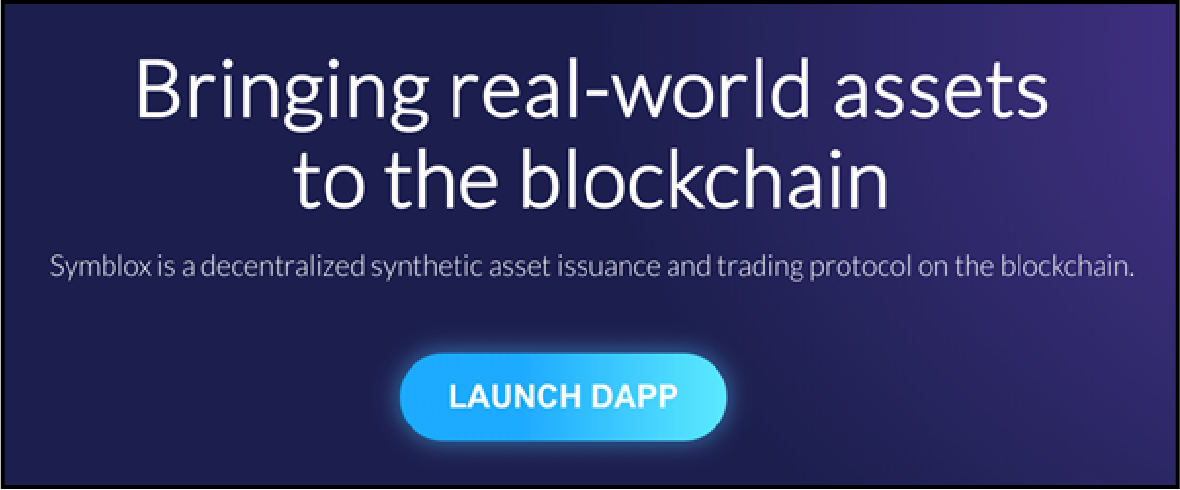 Bringing real-world assets
to the blockchain
Symblox is a decentralized synthetic asset issuance and trading protocol on the blockchain.
LAUNCH DAPP